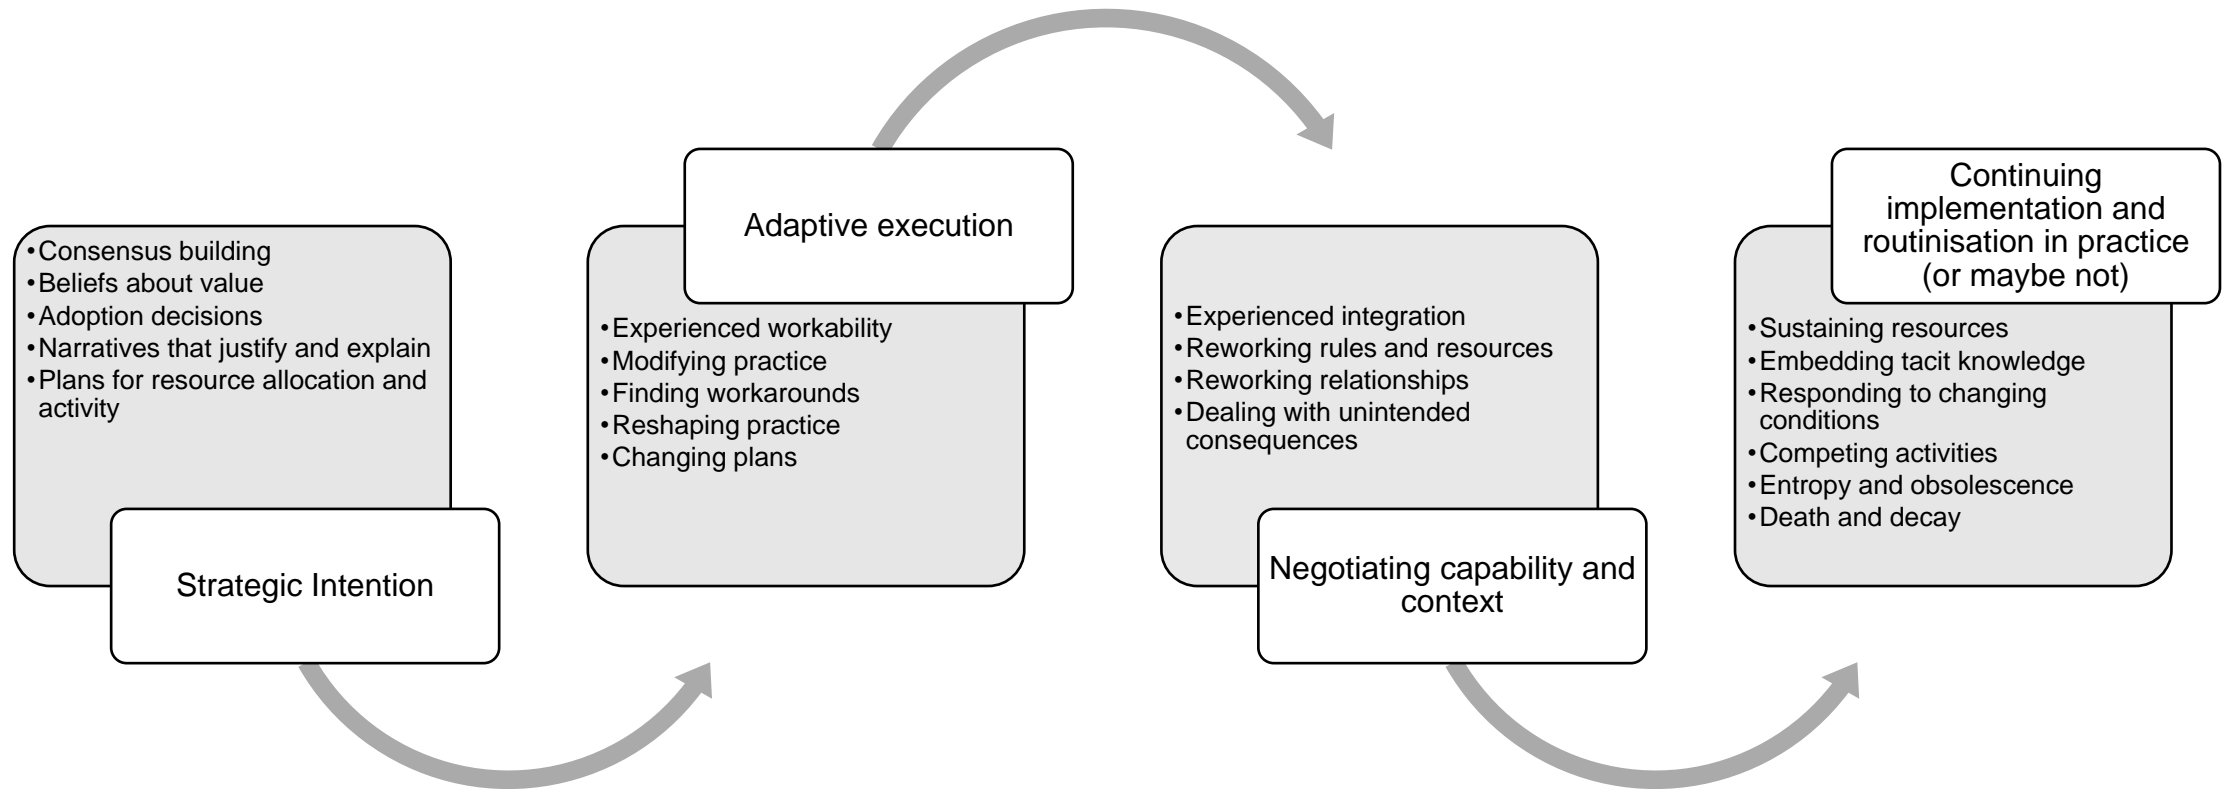 •Consensus building
•Beliefs about value
•Adoption decisions
•Narratives that justify and explain
•Plans for resource allocation and
activity
Strategic Intention
Adaptive execution
•Experienced workability
•Modifying practice
•Finding workarounds
•Reshaping practice
•Changing plans
•Experienced integration
•Reworking rules and resources
•Reworking relationships
•Dealing with unintended
consequences
Negotiating capability and
context
Continuing
implementation and
routinisation in practice
(or maybe not)
•Sustaining resources
•Embedding tacit knowledge
•Responding to changing
conditions
•Competing activities
•Entropy and obsolescence
•Death and decay